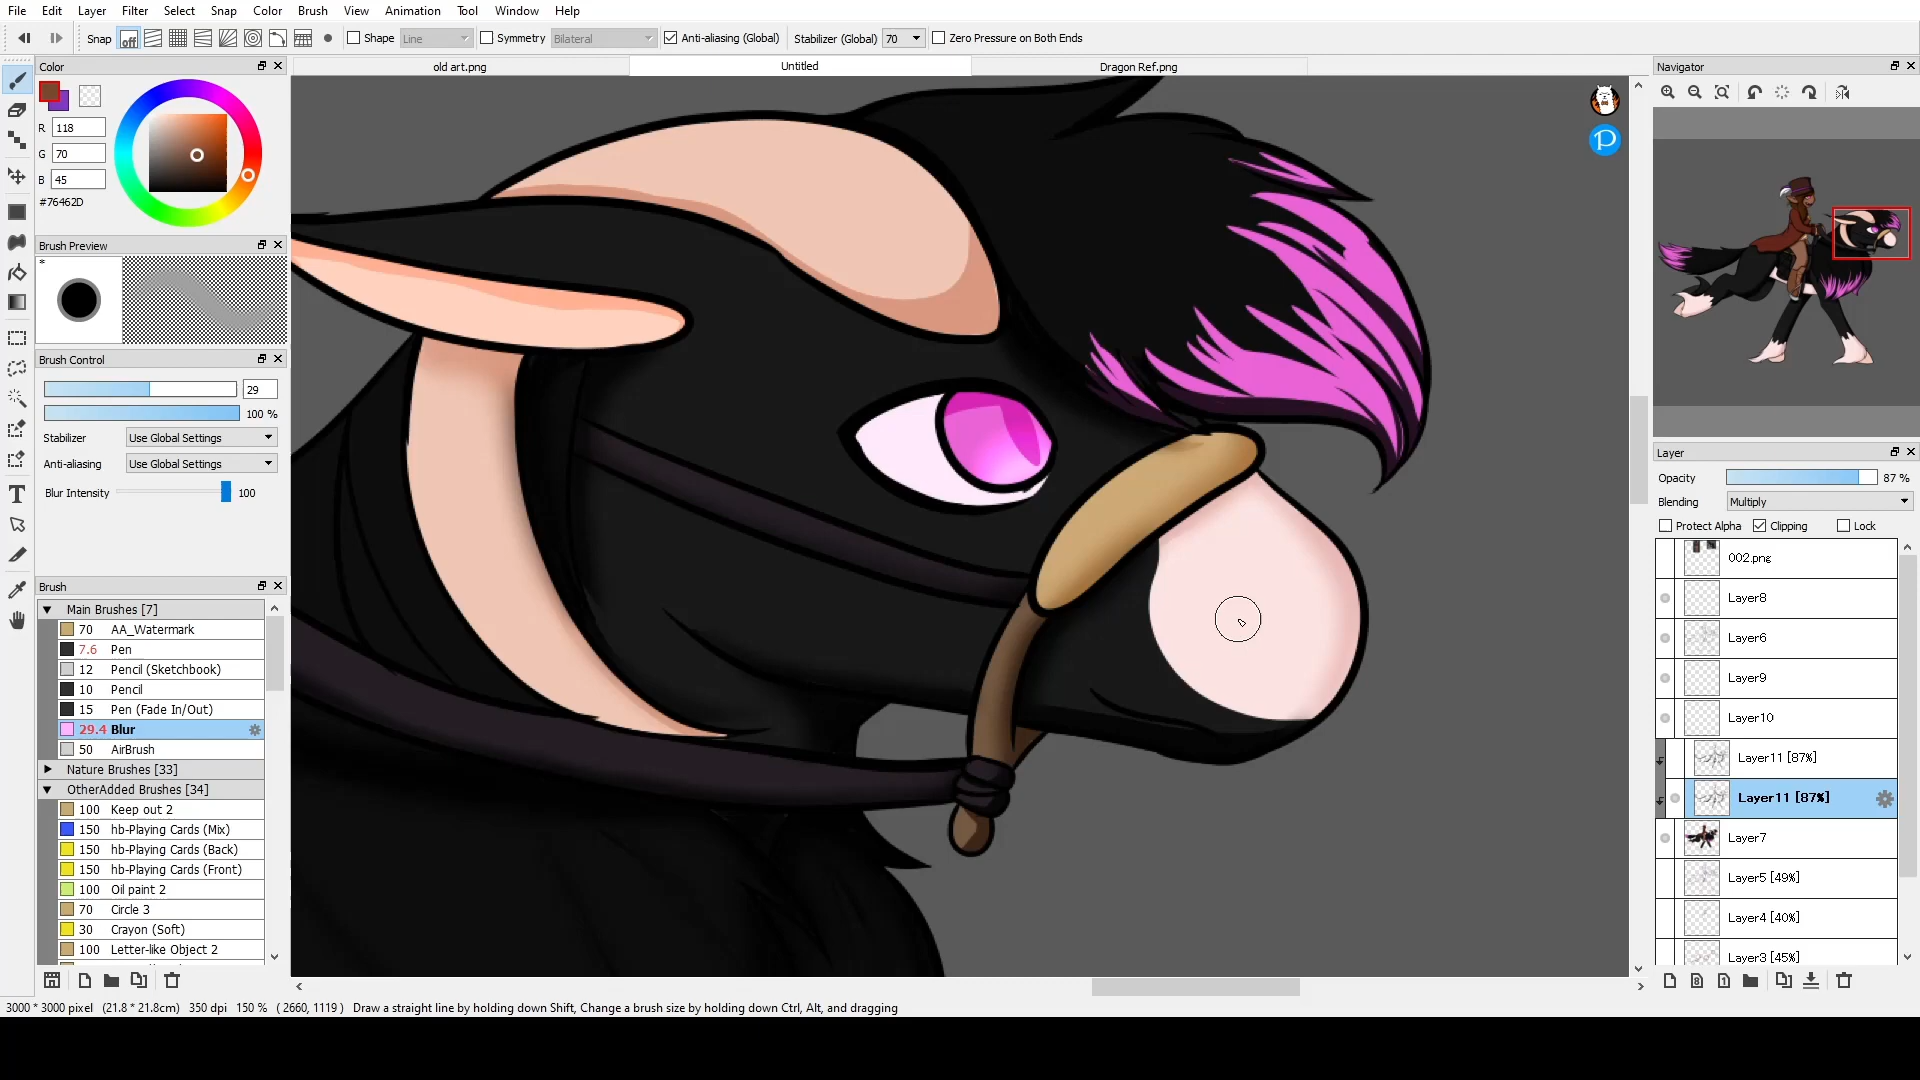 File Edit Layer Filter Select Snap Color Brush View Animation Tool Window Help
Snap off Shape Line Symmetry Bilateral Anti-aliasing (Global) Stabilizer (Global) 70 Zero Pressure on Both Ends
Color
old art.png Untitled Dragon Ref.png
Navigator
R 118
G 70
B 45
#76462D
Brush Preview
*
Brush Control
29
100 %
Stabilizer Use Global Settings
Anti-aliasing Use Global Settings
Blur Intensity 100
Brush
Main Brushes [7]
70 AA_Watermark
7.6 Pen
12 Pencil (Sketchbook)
10 Pencil
15 Pen (Fade In/Out)
29.4 Blur
50 AirBrush
Nature Brushes [33]
OtherAdded Brushes [34]
100 Keep out 2
150 hb-Playing Cards (Mix)
150 hb-Playing Cards (Back)
150 hb-Playing Cards (Front)
100 Oil paint 2
70 Circle 3
30 Crayon (Soft)
100 Letter-like Object 2
P
Layer
Opacity 87 %
Blending Multiply
Protect Alpha Clipping Lock
002.png
Layer8
Layer6
Layer9
Layer10
Layer11 [87%]
Layer11 [87%]
Layer7
Layer5 [49%]
Layer4 [40%]
Layer3 [45%]
8 1
3000 * 3000 pixel (21.8 * 21.8cm) 350 dpi 150 % ( 2660, 1119 ) Draw a straight line by holding down Shift, Change a brush size by holding down Ctrl, Alt, and dragging